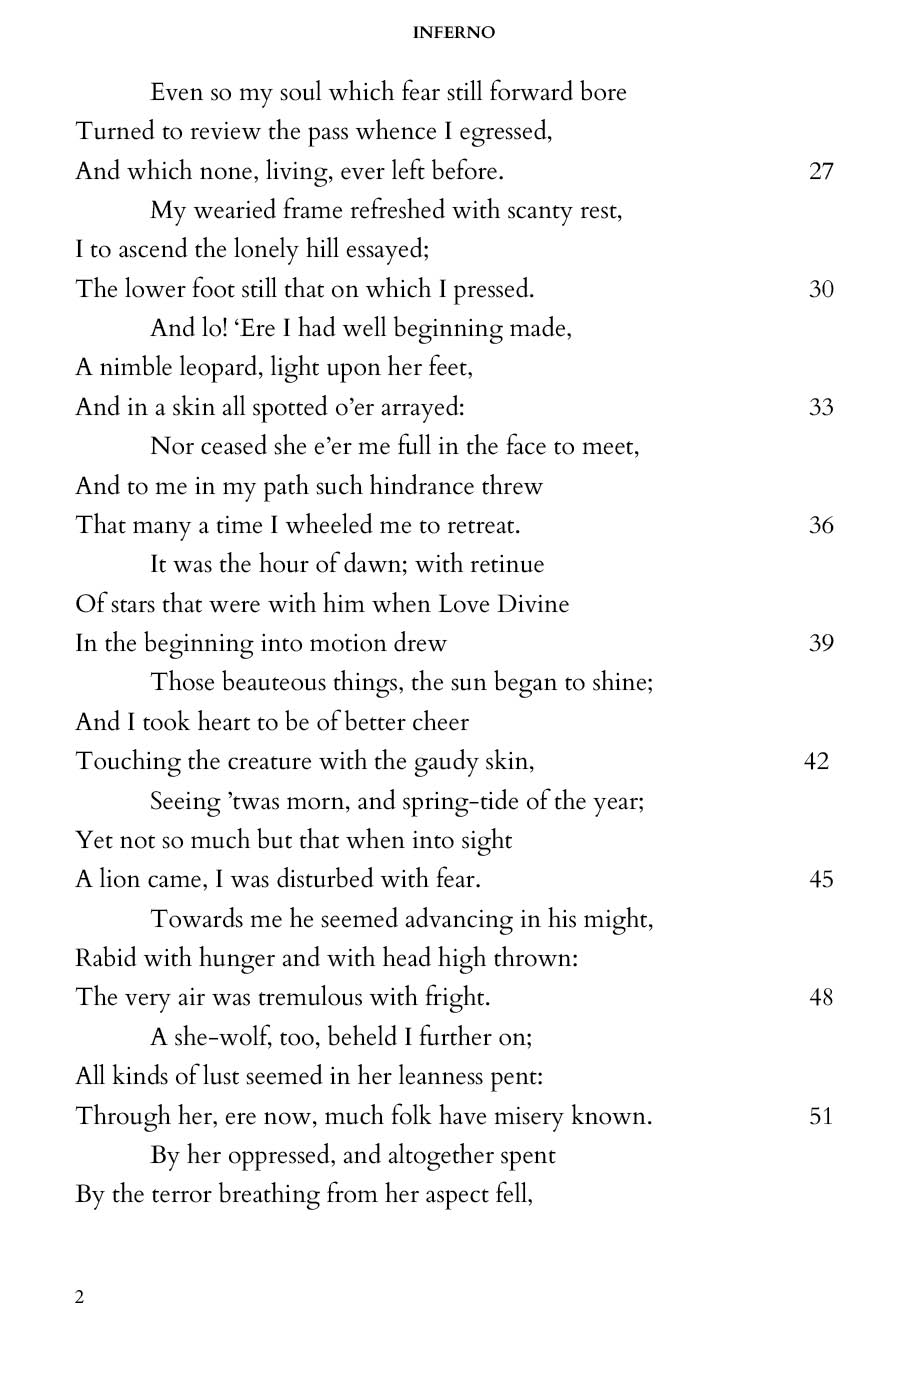 INFERNO
Even so my soul which fear still forward bore
Turned to review the pass whence I egressed,
And which none, living, ever left before. 27
My wearied frame refreshed with scanty rest,
I to ascend the lonely hill essayed;
The lower foot still that on which I pressed. 30
And lo! ‘Ere I had well beginning made,
A nimble leopard, light upon her feet,
And in a skin all spotted o’er arrayed: 33
Nor ceased she e’er me full in the face to meet,
And to me in my path such hindrance threw
That many a time I wheeled me to retreat. 36
It was the hour of dawn; with retinue
Of stars that were with him when Love Divine
In the beginning into motion drew 39
Those beauteous things, the sun began to shine;
And I took heart to be of better cheer
Touching the creature with the gaudy skin, 42
Seeing ’twas morn, and spring-tide of the year;
Yet not so much but that when into sight
A lion came, I was disturbed with fear. 45
Towards me he seemed advancing in his might,
Rabid with hunger and with head high thrown:
The very air was tremulous with fright. 48
A she-wolf, too, beheld I further on;
All kinds of lust seemed in her leanness pent:
Through her, ere now, much folk have misery known. 51
By her oppressed, and altogether spent
By the terror breathing from her aspect fell,
2